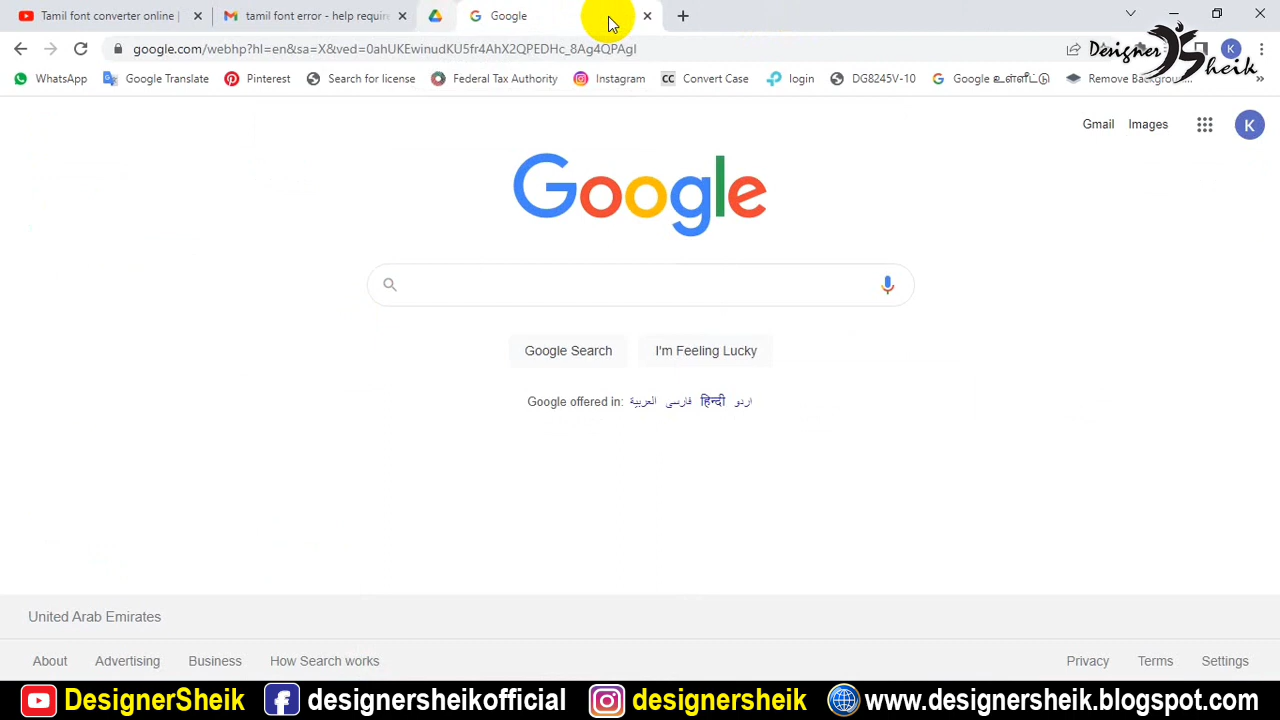 Tamil font converter online
tamil font error - help require
Google
google.com/webhp?hl=en&sa=X&ved=0ahUKEwinudKU5fr4AhX2QPEDHc_8Ag4QPAgI
Designer Sheik
K
WhatsApp
Google Translate
Pinterest
Search for license
Federal Tax Authority
Instagram
CC Convert Case
login
DG8245V-10
Google உள்ளீட்டு
Remove Backgrou...
Gmail
Images
K
Google
Google Search
I'm Feeling Lucky
Google offered in: العربية فارسی हिन्दी اردو
United Arab Emirates
About
Advertising
Business
How Search works
Privacy
Terms
Settings
DesignerSheik
designersheikofficial
designersheik
www.designersheik.blogspot.com